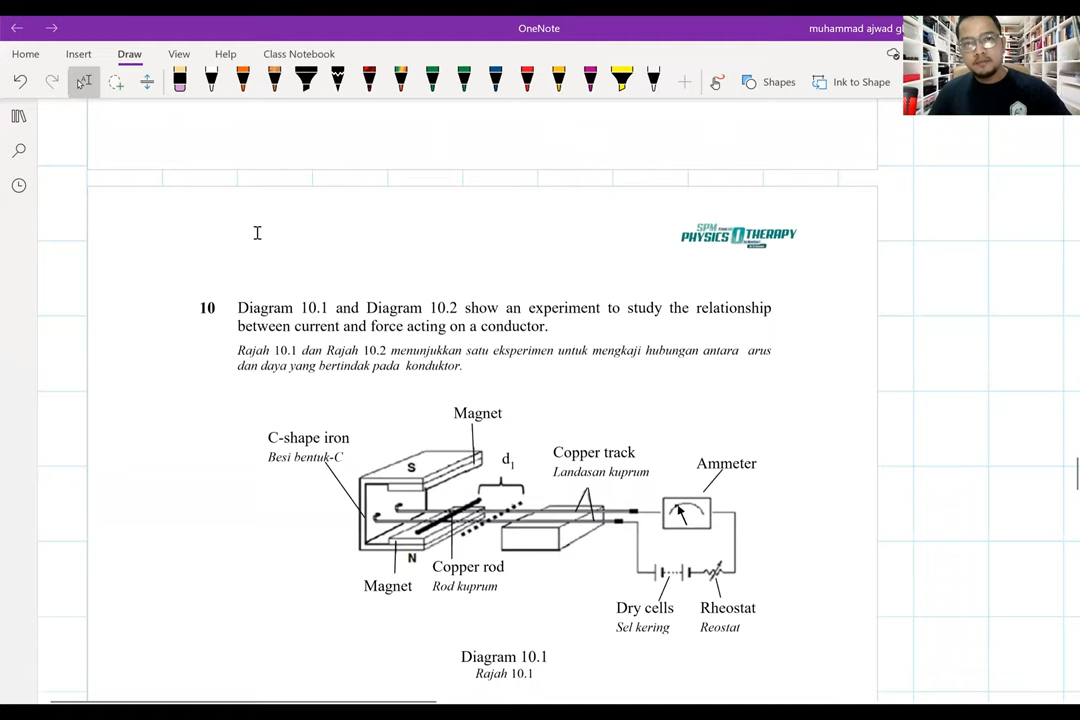 OneNote
muhammad ajwad gh
Home Insert Draw View Help Class Notebook
Shapes Ink to Shape
SPM
PHYSICS THERAPY
10 Diagram 10.1 and Diagram 10.2 show an experiment to study the relationship
between current and force acting on a conductor.
Rajah 10.1 dan Rajah 10.2 menunjukkan satu eksperimen untuk mengkaji hubungan antara arus
dan daya yang bertindak pada konduktor.
Magnet
C-shape iron
Besi bentuk-C
S
d1
Copper track
Landasan kuprum
Ammeter
N
Magnet
Copper rod
Rod kuprum
Dry cells
Sel kering
Rheostat
Reostat
Diagram 10.1
Rajah 10.1